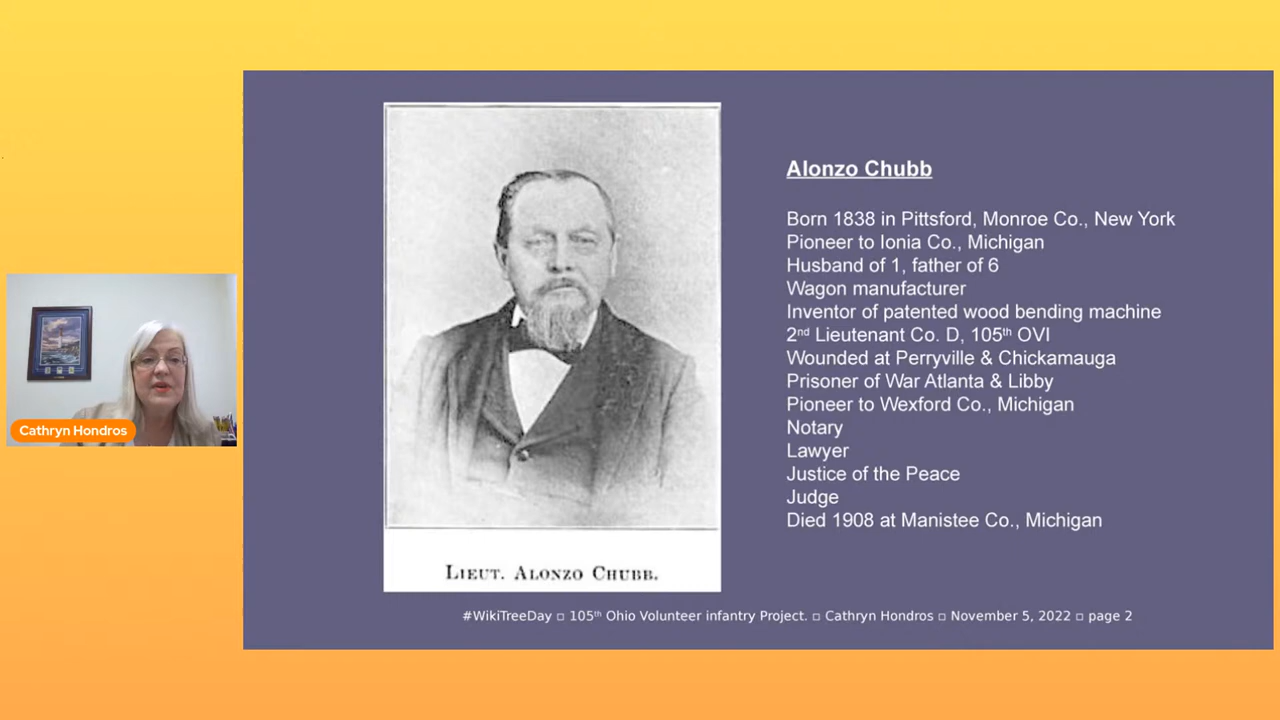 Alonzo Chubb
Born 1838 in Pittsford, Monroe Co., New York
Pioneer to Ionia Co., Michigan
Husband of 1, father of 6
Wagon manufacturer
Inventor of patented wood bending machine
2nd Lieutenant Co. D, 105th OVI
Wounded at Perryville & Chickamauga
Prisoner of War Atlanta & Libby
Pioneer to Wexford Co., Michigan
Notary
Lawyer
Justice of the Peace
Judge
Died 1908 at Manistee Co., Michigan
LIEUT. ALONZO CHUBB.
#WikiTreeDay □ 105th Ohio Volunteer infantry Project. □ Cathryn Hondros □ November 5, 2022 □ page 2
Cathryn Hondros